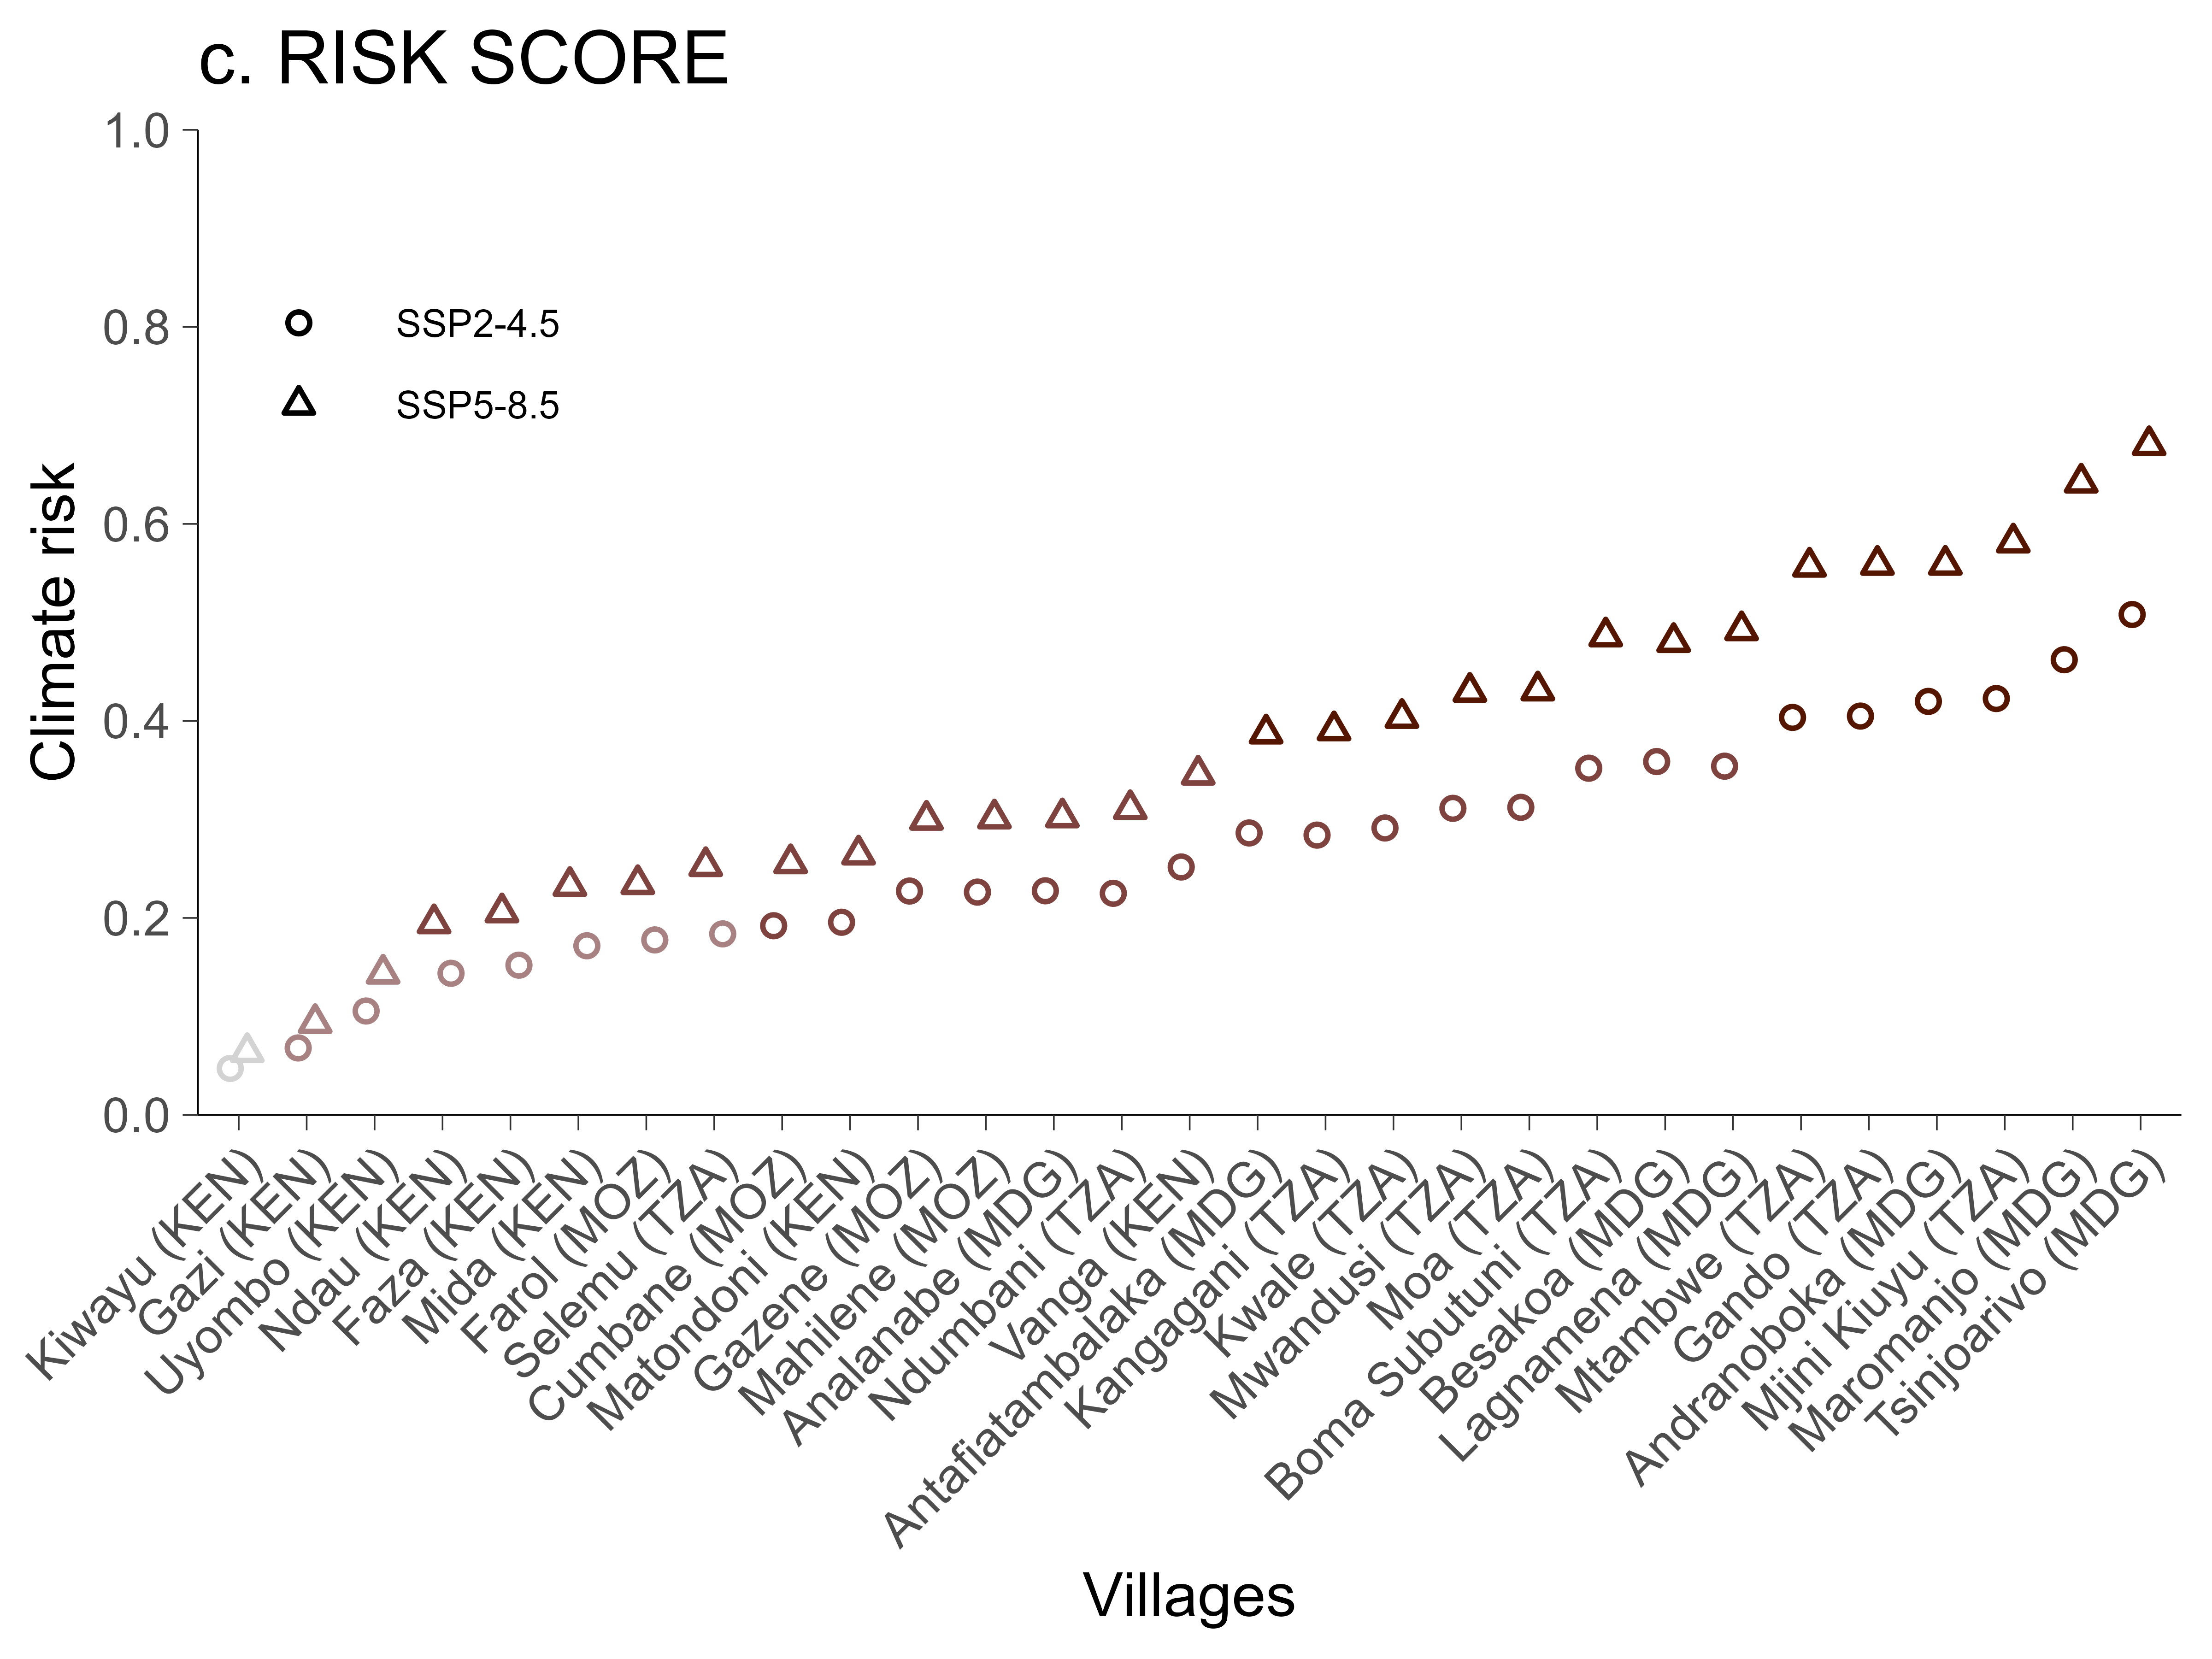 c. RISK SCORE
1.0
0.8
0.6
0.4
0.2
0.0
SSP2-4.5
SSP5-8.5
Climate risk
Kiwayu (KEN)
Gazi (KEN)
Uyombo (KEN)
Ndau (KEN)
Faza (KEN)
Mida (KEN)
Farol (MOZ)
Selemu (TZA)
Cumbane (MOZ)
Matondoni (KEN)
Gazene (MOZ)
Mahilene (MOZ)
Analanabe (MDG)
Ndumbani (TZA)
Vanga (KEN)
Antafiatambalaka (MDG)
Kangagani (TZA)
Kwale (TZA)
Mwandusi (TZA)
Moa (TZA)
Boma Subutuni (TZA)
Besakoa (MDG)
Lagnamena (MDG)
Mtambwe (TZA)
Gando (TZA)
Andranoboka (MDG)
Mjini Kiuyu (TZA)
Maromanjo (MDG)
Tsinjoarivo (MDG)
Villages